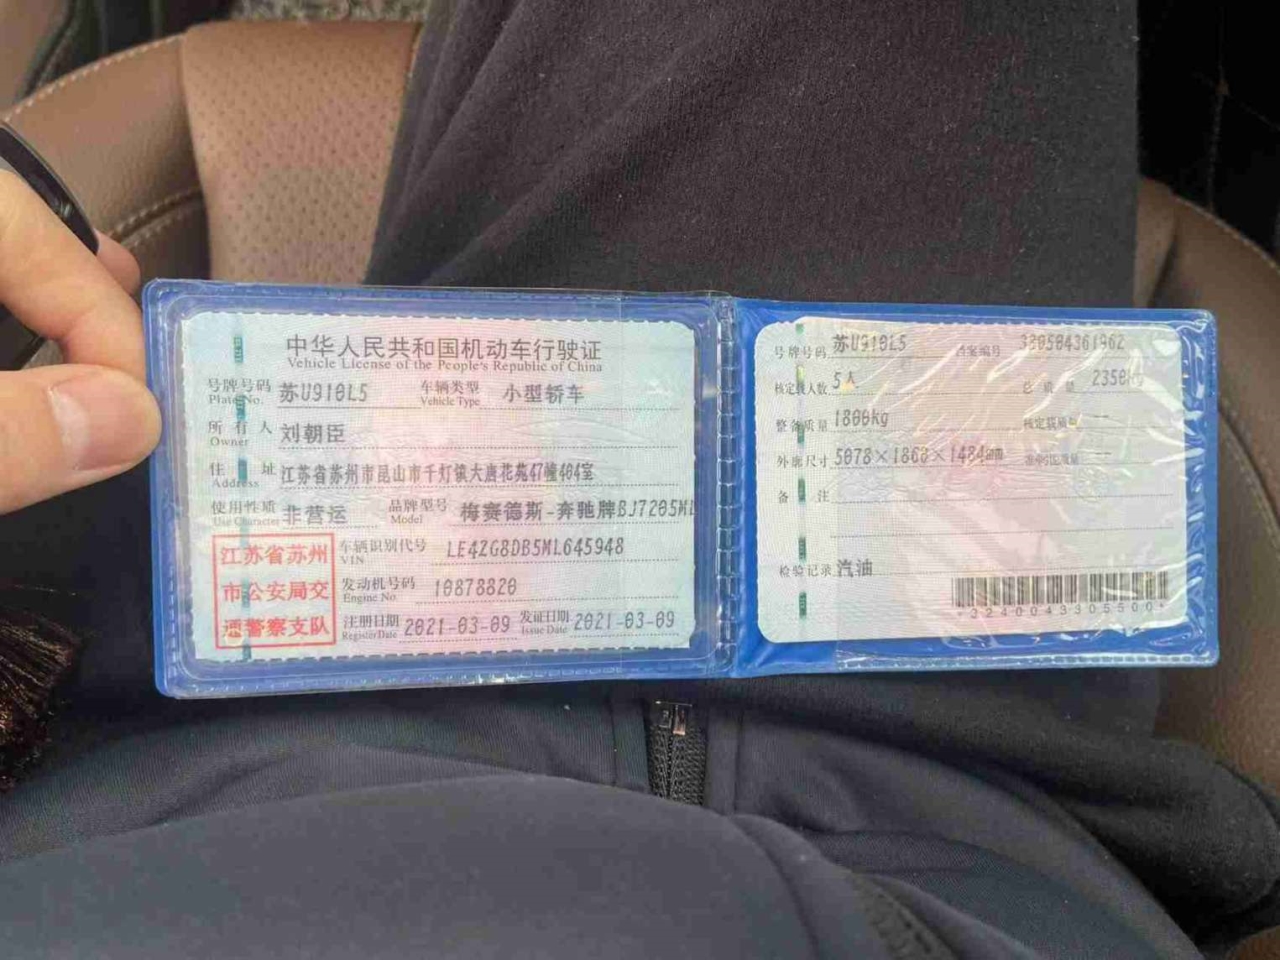 中华人民共和国机动车行驶证
Vehicle License of the People's Republic of China
号牌号码 苏U910L5 车辆类型 小型轿车
Plate No. Vehicle Type
所有人 刘朝臣
Owner
住址 江苏省苏州市昆山市千灯镇大唐花苑47幢404室
Address
使用性质 非营运 品牌型号 梅赛德斯-奔驰牌BJ7205ML
Use Character Model
江苏省苏州
市公安局交
通警察支队
车辆识别代号 LE4ZG8DB5ML645948
VIN
发动机号码 10878820
Engine No.
注册日期 2021-03-09 发证日期 2021-03-09
Register Date Issue Date
号牌号码 苏U910L5 档案编号 320584361962
核定载人数 5人 总质量 2350kg
整备质量 1800kg 核定载质量 --
外廓尺寸 5078×1860×1484mm 准牵引总质量 --
备注
检验记录 汽油
*3240043305500*